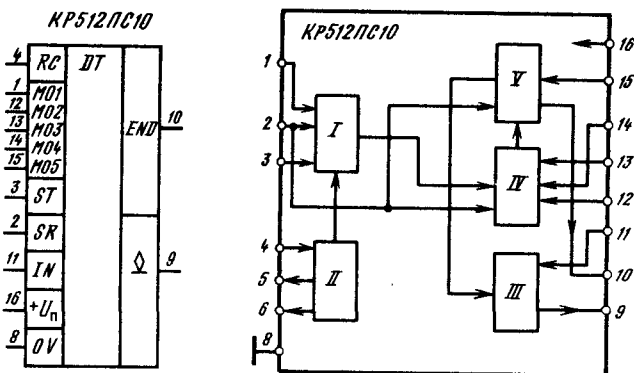 КР512ПС10
4 RC DT
1 M01
12 M02
13 M03
14 M04
15 M05
END 10
3 ST
2 SR
11 IN
9
16 +Uп
8 0V
КР512ПС10
1
2
3
4
5
6
8
I
II
V
IV
III
16
15
14
13
12
11
10
9